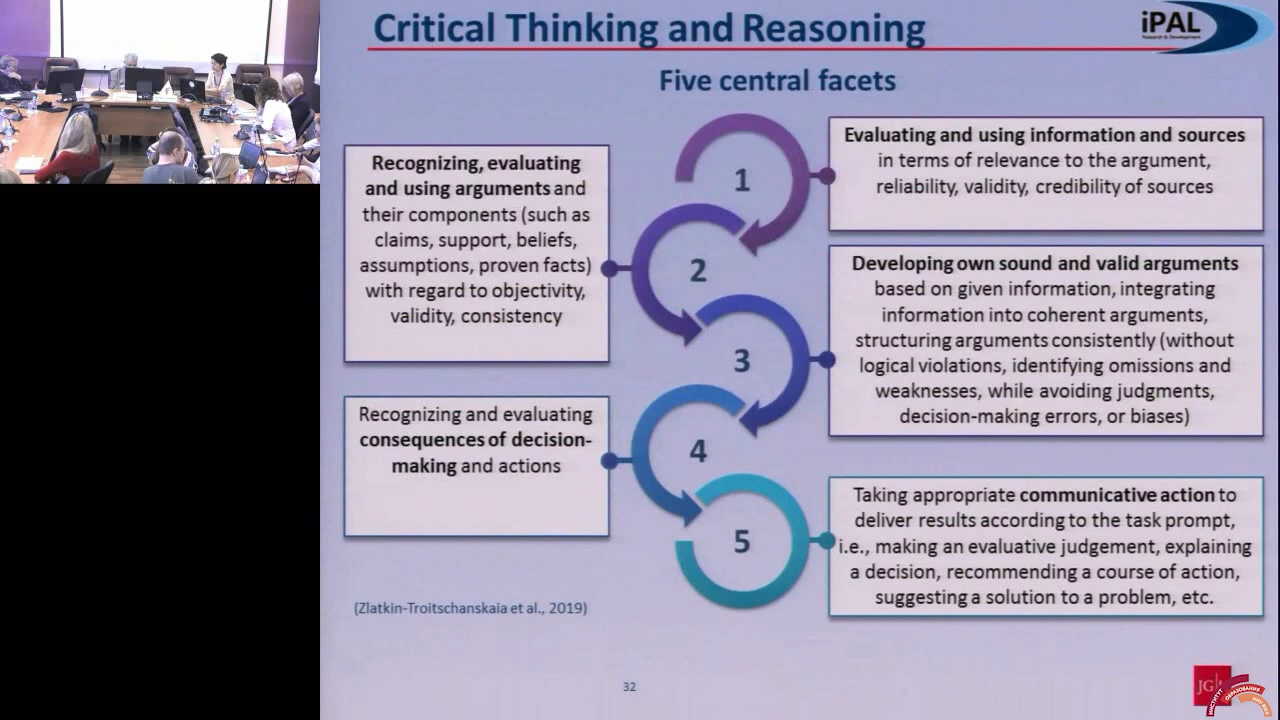 Critical Thinking and Reasoning
iPAL
Research & Development
Five central facets
1
Evaluating and using information and sources
in terms of relevance to the argument,
reliability, validity, credibility of sources
2
Recognizing, evaluating
and using arguments and
their components (such as
claims, support, beliefs,
assumptions, proven facts)
with regard to objectivity,
validity, consistency
3
Developing own sound and valid arguments
based on given information, integrating
information into coherent arguments,
structuring arguments consistently (without
logical violations, identifying omissions and
weaknesses, while avoiding judgments,
decision-making errors, or biases)
4
Recognizing and evaluating
consequences of decision-
making and actions
5
Taking appropriate communicative action to
deliver results according to the task prompt,
i.e., making an evaluative judgement, explaining
a decision, recommending a course of action,
suggesting a solution to a problem, etc.
(Zlatkin-Troitschanskaia et al., 2019)
32
ИНСТИТУТ
ОБРАЗОВАНИЯ